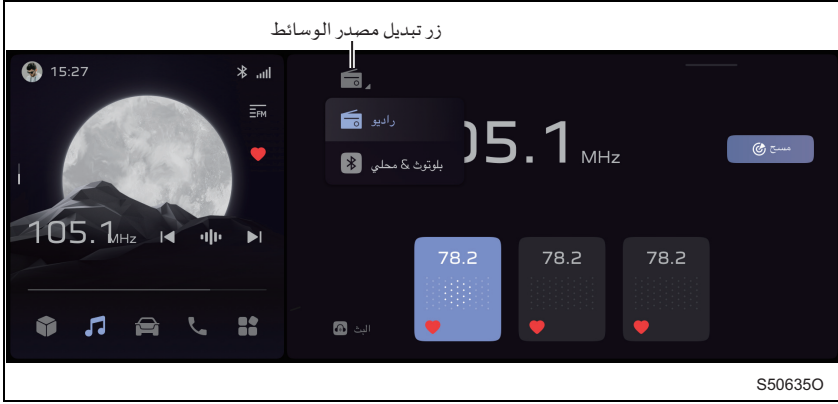 زر تبديل مصدر الوسائط
15:27
FM
راديو
بلوتوث & محلي
05.1 MHz
مسح
105.1 MHz
78.2
78.2
78.2
البث
S50635O